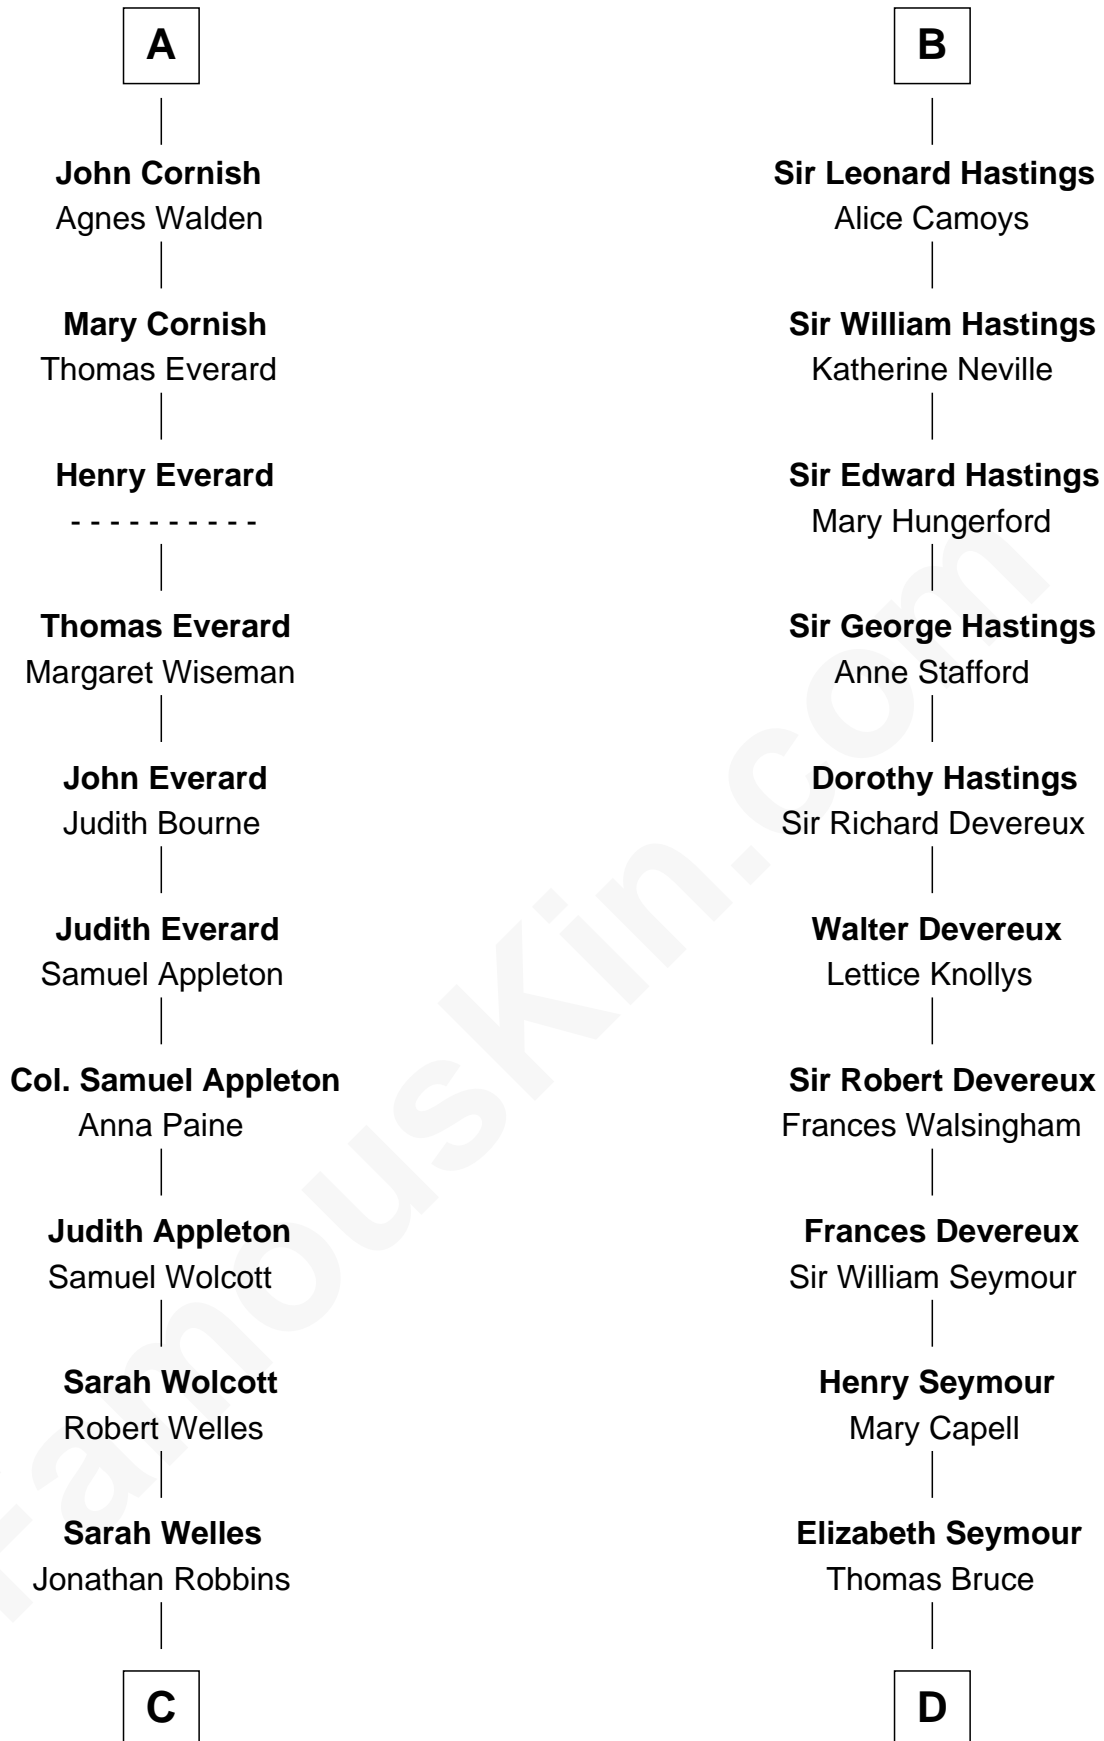 A
John Cornish
Agnes Walden
Mary Cornish
Thomas Everard
Henry Everard
- - - - - - - - - -
Thomas Everard
Margaret Wiseman
John Everard
Judith Bourne
Judith Everard
Samuel Appleton
Col. Samuel Appleton
Anna Paine
Judith Appleton
Samuel Wolcott
Sarah Wolcott
Robert Welles
Sarah Welles
Jonathan Robbins
C
B
Sir Leonard Hastings
Alice Camoys
Sir William Hastings
Katherine Neville
Sir Edward Hastings
Mary Hungerford
Sir George Hastings
Anne Stafford
Dorothy Hastings
Sir Richard Devereux
Walter Devereux
Lettice Knollys
Sir Robert Devereux
Frances Walsingham
Frances Devereux
Sir William Seymour
Henry Seymour
Mary Capell
Elizabeth Seymour
Thomas Bruce
D
FamousKin.com